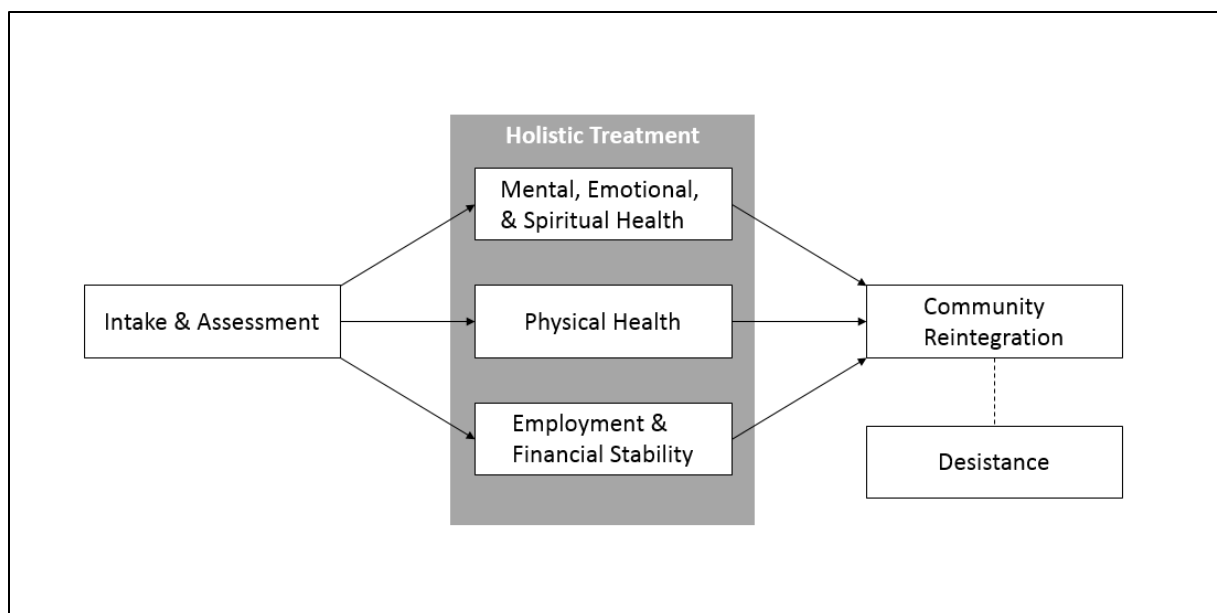 Holistic Treatment
Mental, Emotional,
& Spiritual Health
Intake & Assessment
Physical Health
Community
Reintegration
Employment &
Financial Stability
Desistance